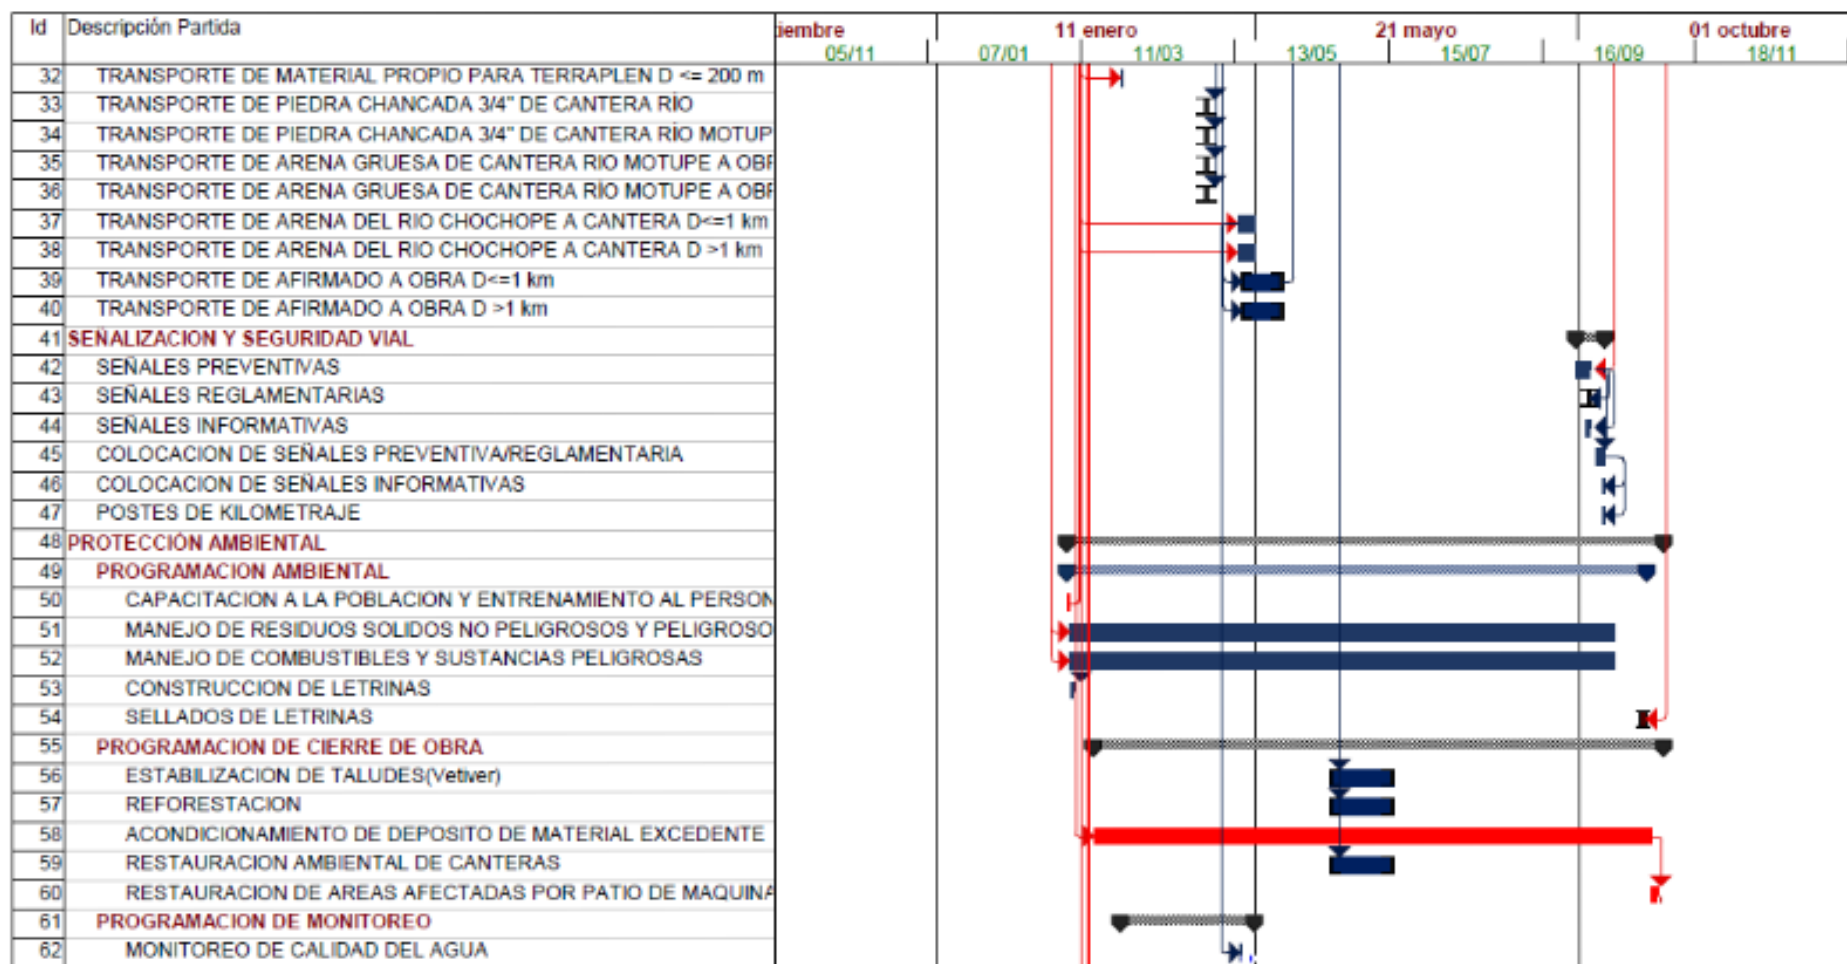 Id Descripción Partida
iembre 11 enero 21 mayo 01 octubre
05/11 07/01 11/03 13/05 15/07 16/09 18/11
32 TRANSPORTE DE MATERIAL PROPIO PARA TERRAPLEN D <= 200 m
33 TRANSPORTE DE PIEDRA CHANCADA 3/4" DE CANTERA RÍO
34 TRANSPORTE DE PIEDRA CHANCADA 3/4" DE CANTERA RÍO MOTUP
35 TRANSPORTE DE ARENA GRUESA DE CANTERA RIO MOTUPE A OBF
36 TRANSPORTE DE ARENA GRUESA DE CANTERA RÍO MOTUPE A OBF
37 TRANSPORTE DE ARENA DEL RIO CHOCHOPE A CANTERA D<=1 km
38 TRANSPORTE DE ARENA DEL RIO CHOCHOPE A CANTERA D >1 km
39 TRANSPORTE DE AFIRMADO A OBRA D<=1 km
40 TRANSPORTE DE AFIRMADO A OBRA D >1 km
41 SEÑALIZACION Y SEGURIDAD VIAL
42 SEÑALES PREVENTIVAS
43 SEÑALES REGLAMENTARIAS
44 SEÑALES INFORMATIVAS
45 COLOCACION DE SEÑALES PREVENTIVA/REGLAMENTARIA
46 COLOCACION DE SEÑALES INFORMATIVAS
47 POSTES DE KILOMETRAJE
48 PROTECCIÓN AMBIENTAL
49 PROGRAMACION AMBIENTAL
50 CAPACITACION A LA POBLACION Y ENTRENAMIENTO AL PERSON
51 MANEJO DE RESIDUOS SOLIDOS NO PELIGROSOS Y PELIGROSO
52 MANEJO DE COMBUSTIBLES Y SUSTANCIAS PELIGROSAS
53 CONSTRUCCION DE LETRINAS
54 SELLADOS DE LETRINAS
55 PROGRAMACION DE CIERRE DE OBRA
56 ESTABILIZACION DE TALUDES(Vetiver)
57 REFORESTACION
58 ACONDICIONAMIENTO DE DEPOSITO DE MATERIAL EXCEDENTE
59 RESTAURACION AMBIENTAL DE CANTERAS
60 RESTAURACION DE AREAS AFECTADAS POR PATIO DE MAQUINA
61 PROGRAMACION DE MONITOREO
62 MONITOREO DE CALIDAD DEL AGUA